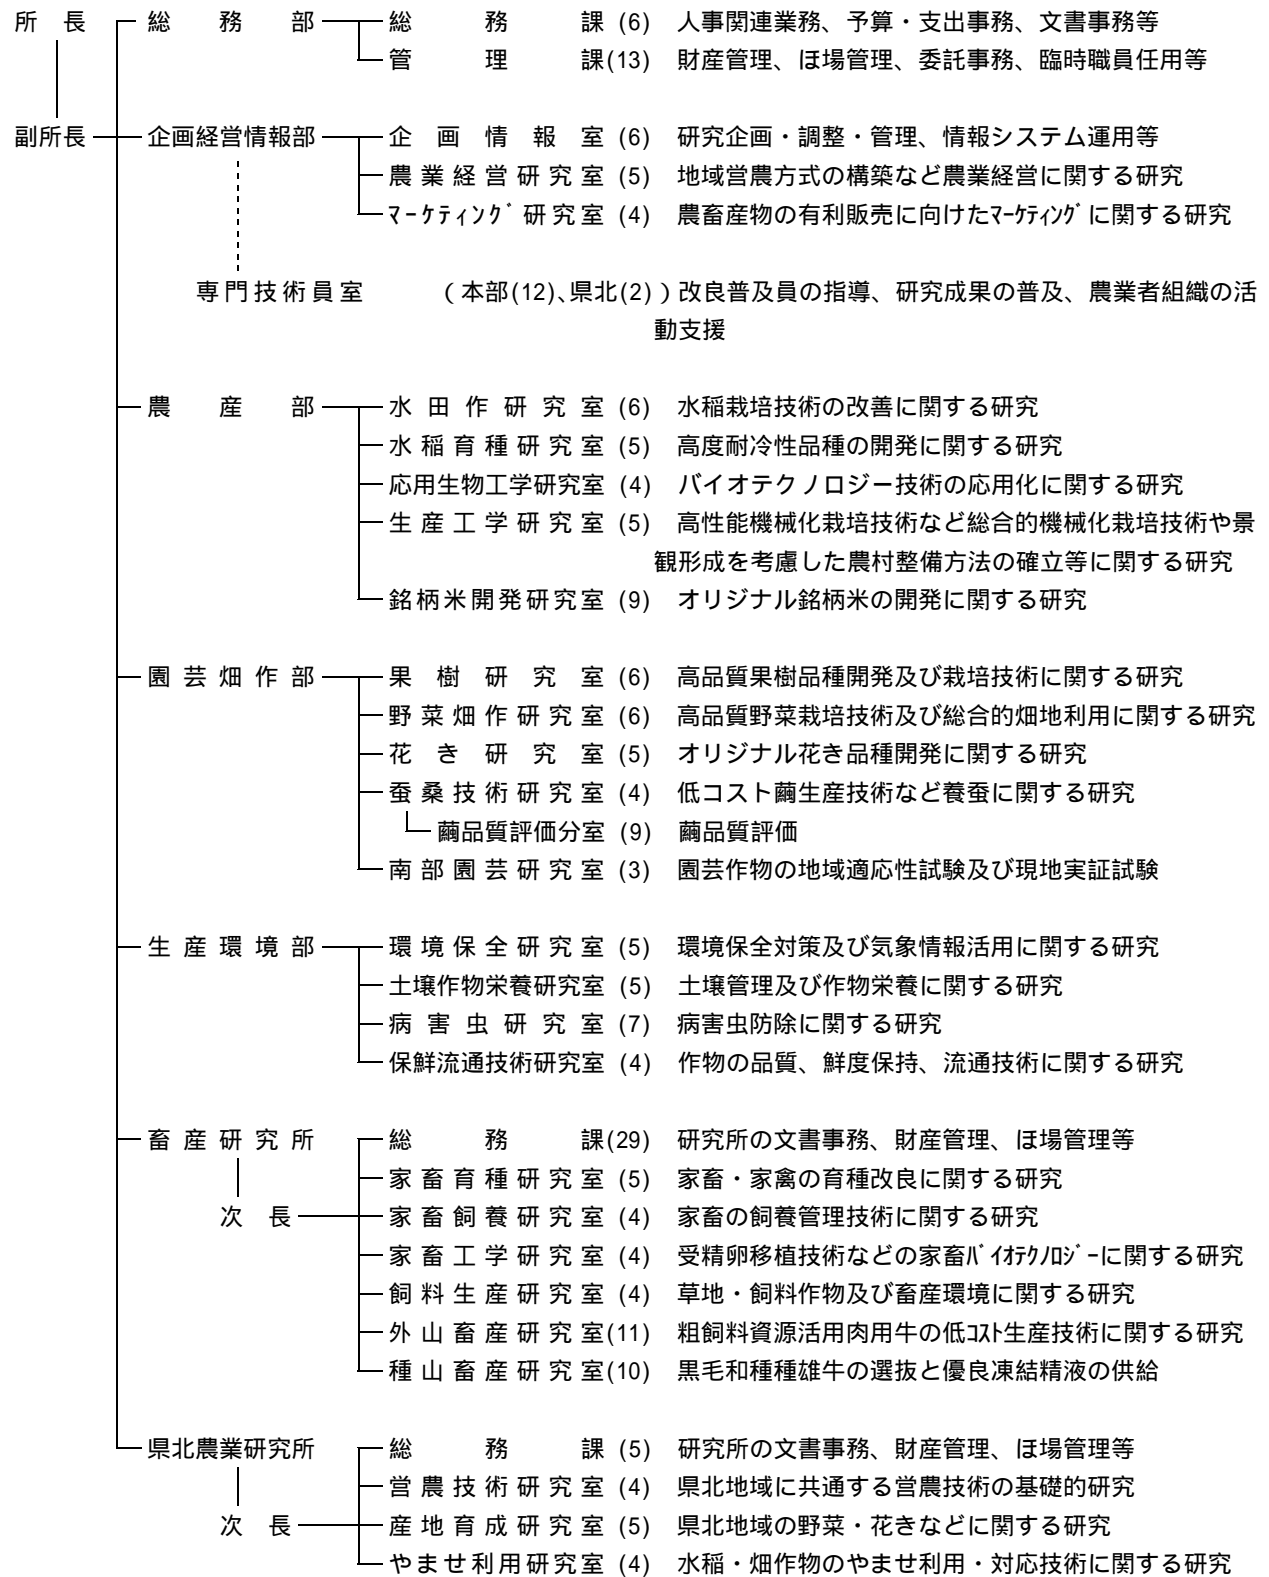 所　長　総　務　部　総　務　課 (6)　人事関連業務、予算・支出事務、文書事務等
管　理　課(13)　財産管理、ほ場管理、委託事務、臨時職員任用等
副所長　企画経営情報部　企　画　情　報　室 (6)　研究企画・調整・管理、情報システム運用等
農業経営研究室 (5)　地域営農方式の構築など農業経営に関する研究
ﾏｰｹﾃｨﾝｸﾞ研究室 (4)　農畜産物の有利販売に向けたﾏｰｹﾃｨﾝｸﾞに関する研究
専門技術員室　（本部(12)、県北(2)）改良普及員の指導、研究成果の普及、農業者組織の活
動支援
農　産　部　水田作研究室 (6)　水稲栽培技術の改善に関する研究
水稲育種研究室 (5)　高度耐冷性品種の開発に関する研究
応用生物工学研究室 (4)　バイオテクノロジー技術の応用化に関する研究
生産工学研究室 (5)　高性能機械化栽培技術など総合的機械化栽培技術や景
観形成を考慮した農村整備方法の確立等に関する研究
銘柄米開発研究室 (9)　オリジナル銘柄米の開発に関する研究
園芸畑作部　果樹研究室 (6)　高品質果樹品種開発及び栽培技術に関する研究
野菜畑作研究室 (6)　高品質野菜栽培技術及び総合的畑地利用に関する研究
花き研究室 (5)　オリジナル花き品種開発に関する研究
蚕桑技術研究室 (4)　低コスト繭生産技術など養蚕に関する研究
繭品質評価分室 (9)　繭品質評価
南部園芸研究室 (3)　園芸作物の地域適応性試験及び現地実証試験
生産環境部　環境保全研究室 (5)　環境保全対策及び気象情報活用に関する研究
土壌作物栄養研究室 (5)　土壌管理及び作物栄養に関する研究
病害虫研究室 (7)　病害虫防除に関する研究
保鮮流通技術研究室 (4)　作物の品質、鮮度保持、流通技術に関する研究
畜産研究所　総　務　課(29)　研究所の文書事務、財産管理、ほ場管理等
家畜育種研究室 (5)　家畜・家禽の育種改良に関する研究
次　長　家畜飼養研究室 (4)　家畜の飼養管理技術に関する研究
家畜工学研究室 (4)　受精卵移植技術などの家畜ﾊﾞｲｵﾃｸﾉﾛｼﾞｰに関する研究
飼料生産研究室 (4)　草地・飼料作物及び畜産環境に関する研究
外山畜産研究室(11)　粗飼料資源活用肉用牛の低ｺｽﾄ生産技術に関する研究
種山畜産研究室(10)　黒毛和種種雄牛の選抜と優良凍結精液の供給
県北農業研究所　総　務　課 (5)　研究所の文書事務、財産管理、ほ場管理等
営農技術研究室 (4)　県北地域に共通する営農技術の基礎的研究
次　長　産地育成研究室 (5)　県北地域の野菜・花きなどに関する研究
やませ利用研究室 (4)　水稲・畑作物のやませ利用・対応技術に関する研究